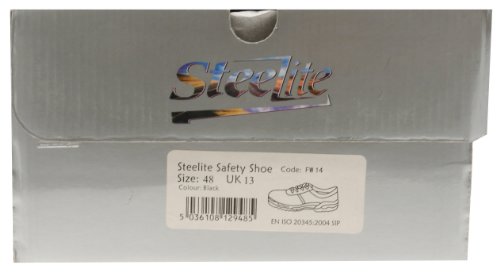 SteeLite
Steelite Safety Shoe Code: FW14
Size: 48 UK 13
Colour: Black
5 036108 129485
EN ISO 20345:2004 SIP